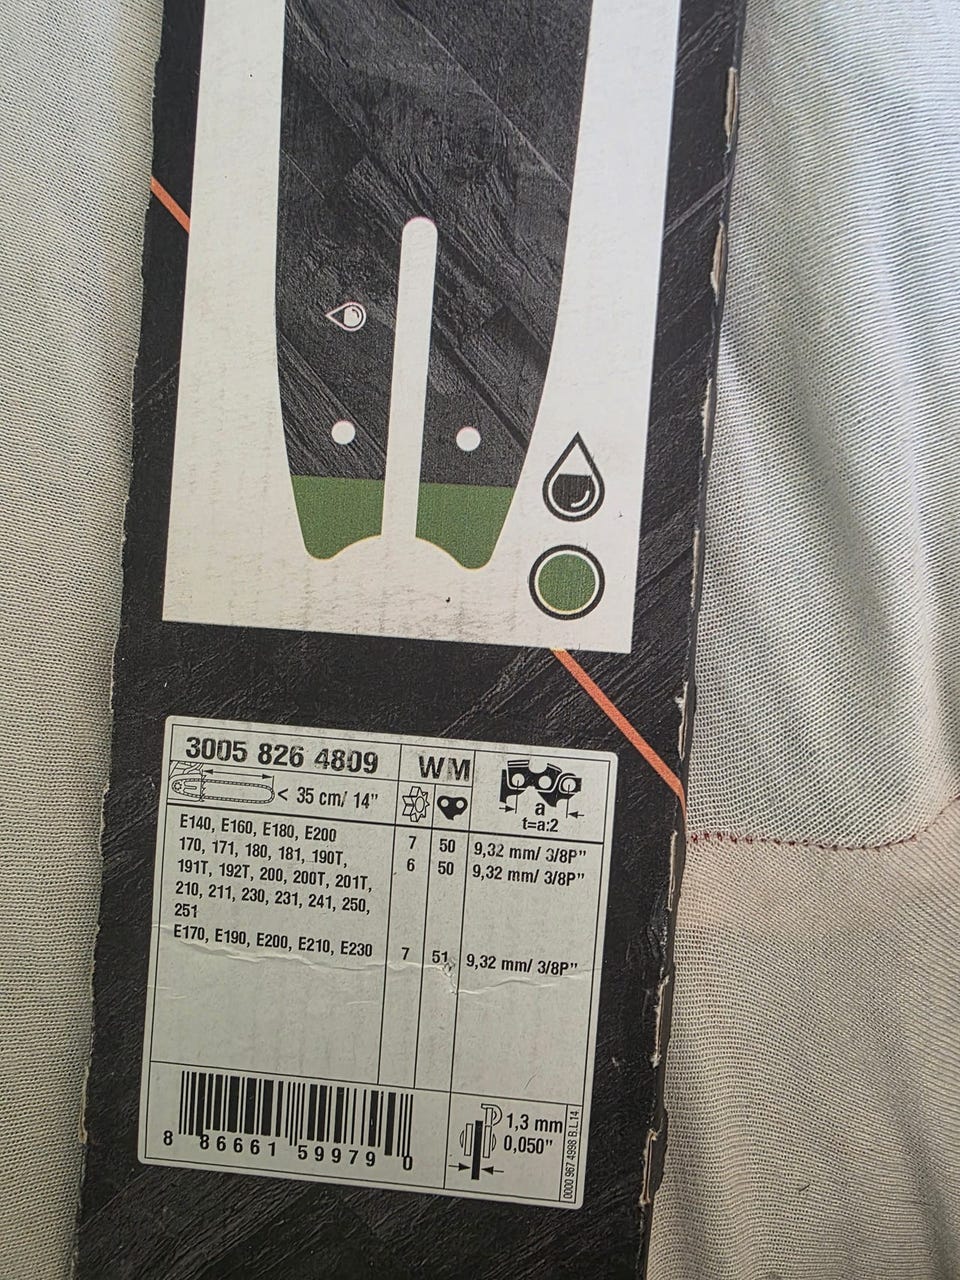 3005 826 4809
WM
< 35 cm/ 14”
a
t=a:2
E140, E160, E180, E200 7 50 9,32 mm/ 3/8P”
170, 171, 180, 181, 190T, 6 50 9,32 mm/ 3/8P”
191T, 192T, 200, 200T, 201T,
210, 211, 230, 231, 241, 250,
251
E170, E190, E200, E210, E230 7 51 9,32 mm/ 3/8P”
8 86661 59979 0
1,3 mm
0,050”
0000 967 4998 B.L14